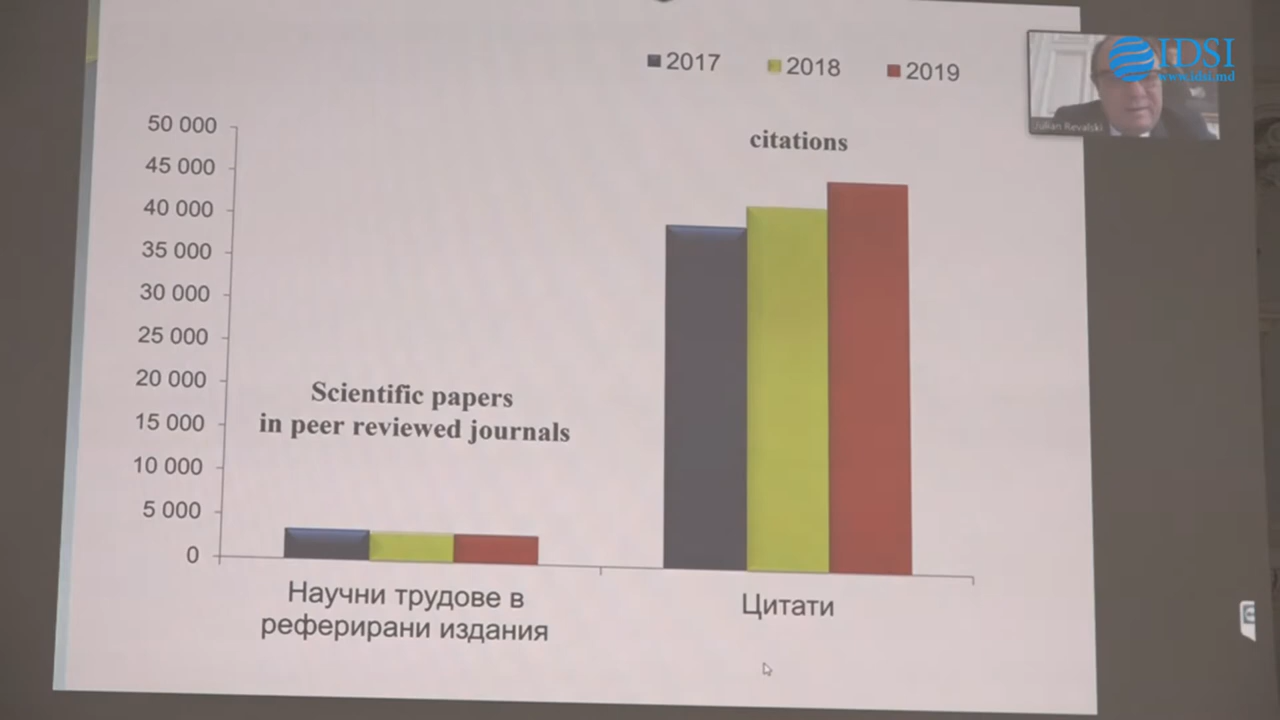 2017 2018 2019
IDSI
www.idsi.md
Julian Revalski
50 000
45 000
40 000
35 000
30 000
25 000
20 000
15 000
10 000
5 000
0
citations
Scientific papers
in peer reviewed journals
Научни трудове в
реферирани издания
Цитати